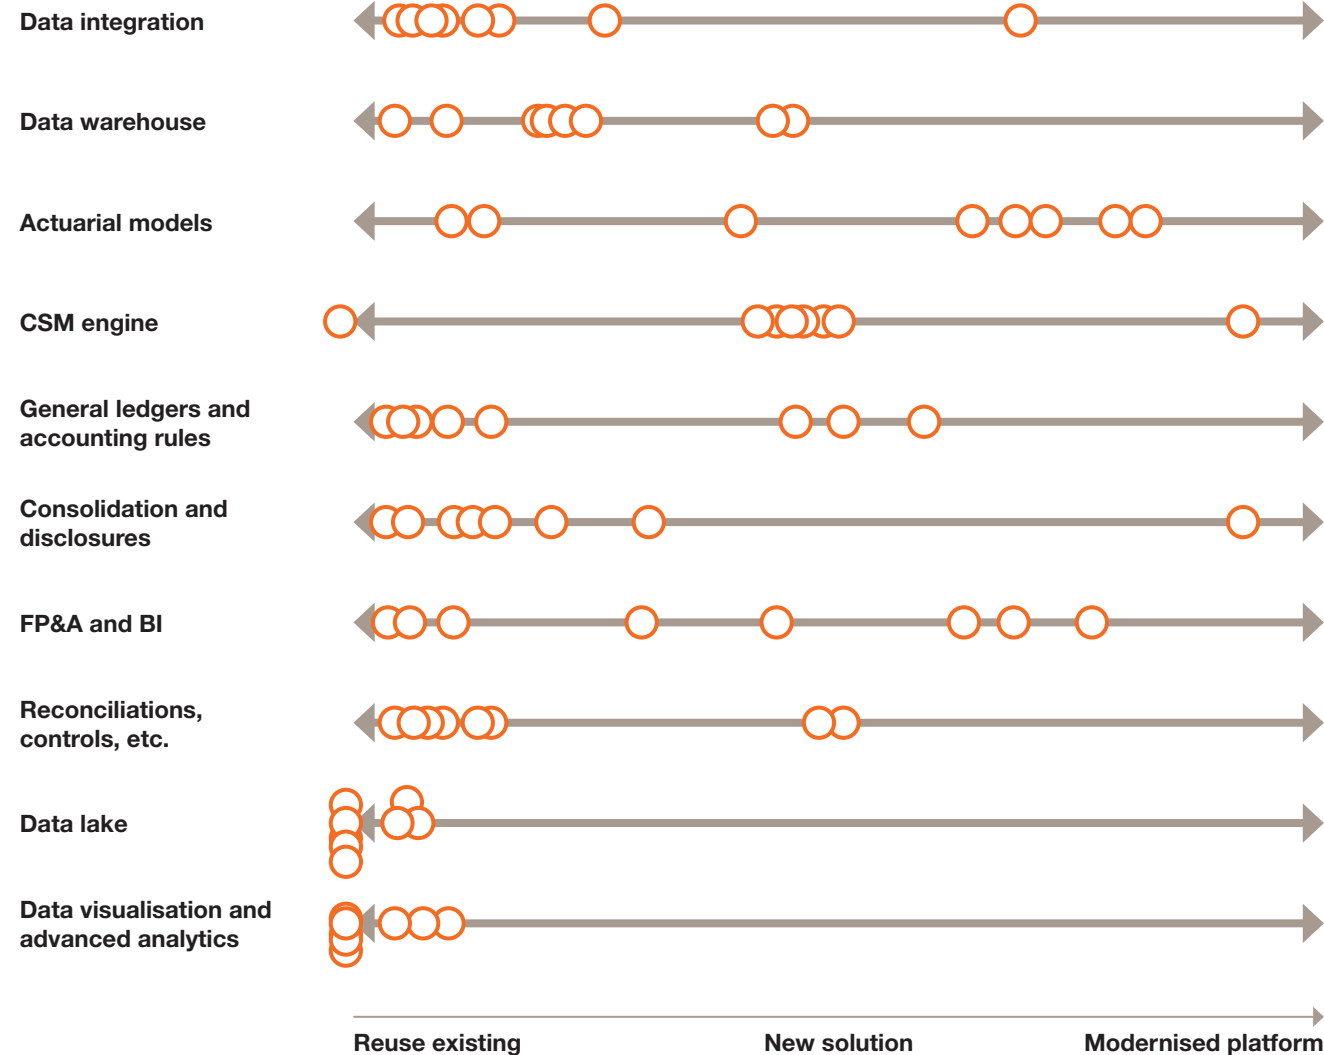 Data integration
Data warehouse
Actuarial models
CSM engine
General ledgers and
accounting rules
Consolidation and
disclosures
FP&A and BI
Reconciliations,
controls, etc.
Data lake
Data visualisation and
advanced analytics
Reuse existing
New solution
Modernised platform